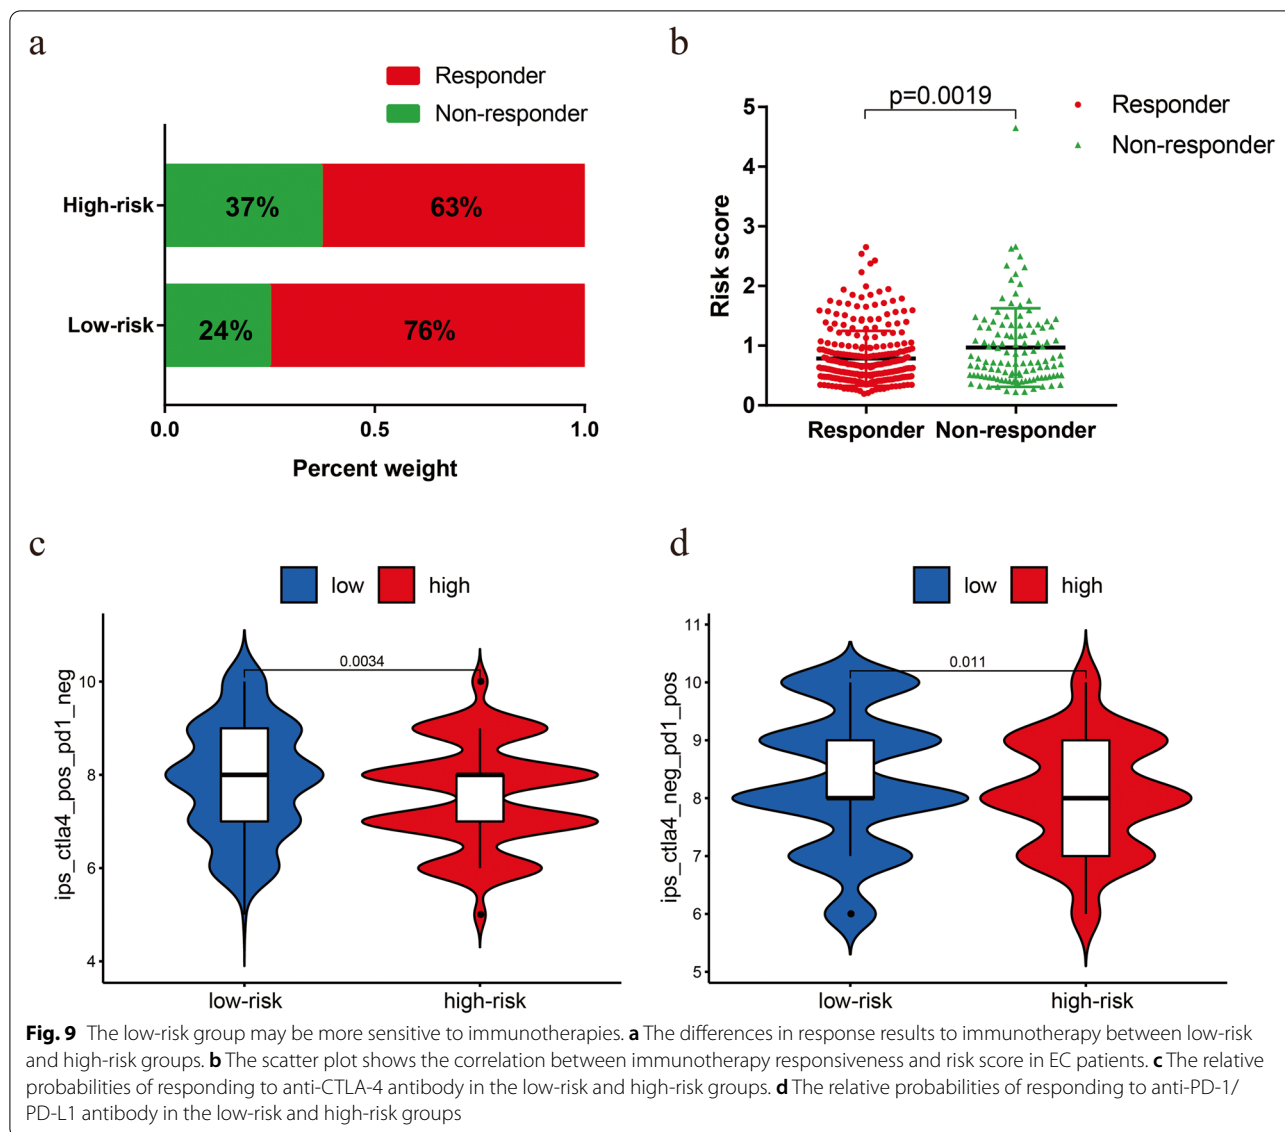 a
Responder
Non-responder
High-risk
37%
63%
Low-risk
24%
76%
0.0
0.5
1.0
Percent weight
b
p=0.0019
Responder
Non-responder
5
4
3
2
1
0
Risk score
Responder
Non-responder
c
low
high
0.0034
10
8
6
4
ips_ctla4_pos_pd1_neg
low-risk
high-risk
d
low
high
0.011
11
10
9
8
7
6
5
ips_ctla4_neg_pd1_pos
low-risk
high-risk
Fig. 9 The low-risk group may be more sensitive to immunotherapies. a The differences in response results to immunotherapy between low-risk
and high-risk groups. b The scatter plot shows the correlation between immunotherapy responsiveness and risk score in EC patients. c The relative
probabilities of responding to anti-CTLA-4 antibody in the low-risk and high-risk groups. d The relative probabilities of responding to anti-PD-1/
PD-L1 antibody in the low-risk and high-risk groups